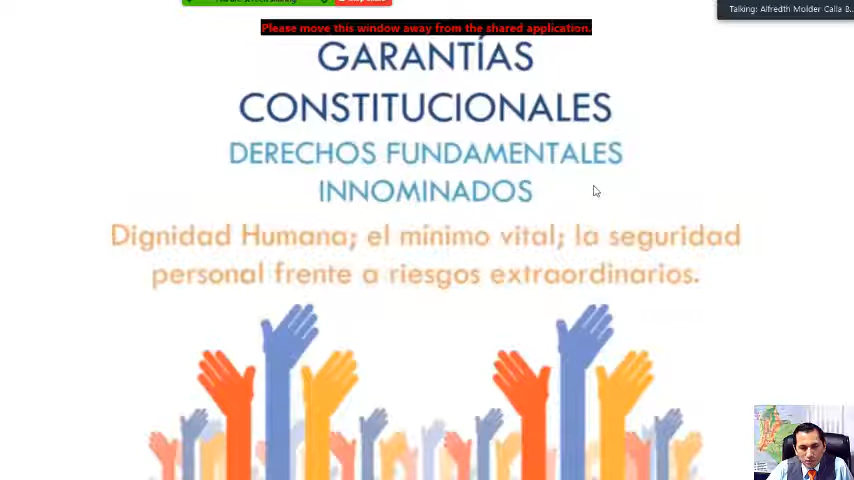 Please move this window away from the shared application.
Talking: Alfredth Molder Calla B...
GARANTÍAS
CONSTITUCIONALES
DERECHOS FUNDAMENTALES
INNOMINADOS
Dignidad Humana; el mínimo vital; la seguridad
personal frente a riesgos extraordinarios.